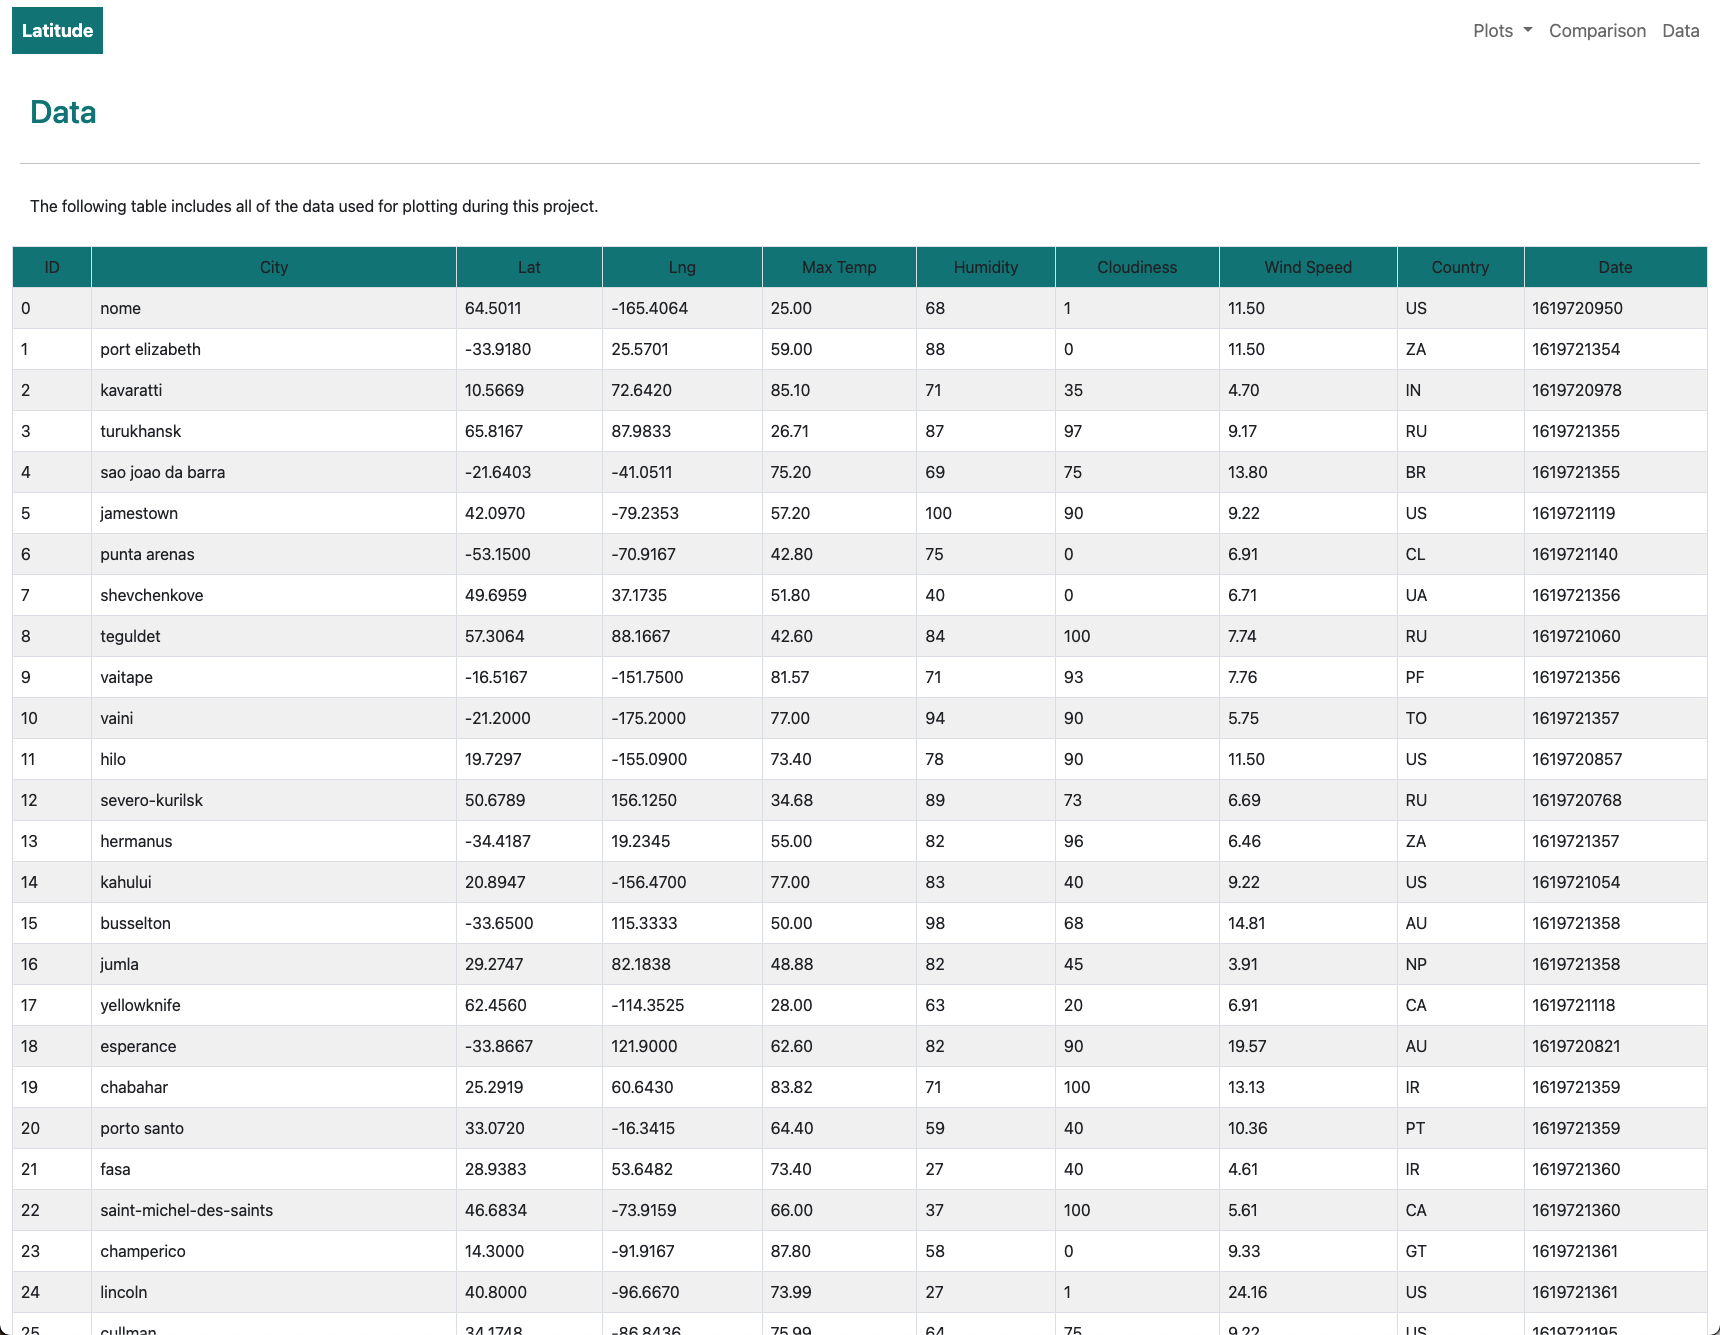 Latitude Plots Comparison Data
Data
The following table includes all of the data used for plotting during this project.
ID City Lat Lng Max Temp Humidity Cloudiness Wind Speed Country Date
0 nome 64.5011 -165.4064 25.00 68 1 11.50 US 1619720950
1 port elizabeth -33.9180 25.5701 59.00 88 0 11.50 ZA 1619721354
2 kavaratti 10.5669 72.6420 85.10 71 35 4.70 IN 1619720978
3 turukhansk 65.8167 87.9833 26.71 87 97 9.17 RU 1619721355
4 sao joao da barra -21.6403 -41.0511 75.20 69 75 13.80 BR 1619721355
5 jamestown 42.0970 -79.2353 57.20 100 90 9.22 US 1619721119
6 punta arenas -53.1500 -70.9167 42.80 75 0 6.91 CL 1619721140
7 shevchenkove 49.6959 37.1735 51.80 40 0 6.71 UA 1619721356
8 teguldet 57.3064 88.1667 42.60 84 100 7.74 RU 1619721060
9 vaitape -16.5167 -151.7500 81.57 71 93 7.76 PF 1619721356
10 vaini -21.2000 -175.2000 77.00 94 90 5.75 TO 1619721357
11 hilo 19.7297 -155.0900 73.40 78 90 11.50 US 1619720857
12 severo-kurilsk 50.6789 156.1250 34.68 89 73 6.69 RU 1619720768
13 hermanus -34.4187 19.2345 55.00 82 96 6.46 ZA 1619721357
14 kahului 20.8947 -156.4700 77.00 83 40 9.22 US 1619721054
15 busselton -33.6500 115.3333 50.00 98 68 14.81 AU 1619721358
16 jumla 29.2747 82.1838 48.88 82 45 3.91 NP 1619721358
17 yellowknife 62.4560 -114.3525 28.00 63 20 6.91 CA 1619721118
18 esperance -33.8667 121.9000 62.60 82 90 19.57 AU 1619720821
19 chabahar 25.2919 60.6430 83.82 71 100 13.13 IR 1619721359
20 porto santo 33.0720 -16.3415 64.40 59 40 10.36 PT 1619721359
21 fasa 28.9383 53.6482 73.40 27 40 4.61 IR 1619721360
22 saint-michel-des-saints 46.6834 -73.9159 66.00 37 100 5.61 CA 1619721360
23 champerico 14.3000 -91.9167 87.80 58 0 9.33 GT 1619721361
24 lincoln 40.8000 -96.6670 73.99 27 1 24.16 US 1619721361
25 cullman 34.1748 -86.8436 75.99 64 75 9.22 US 1619721195